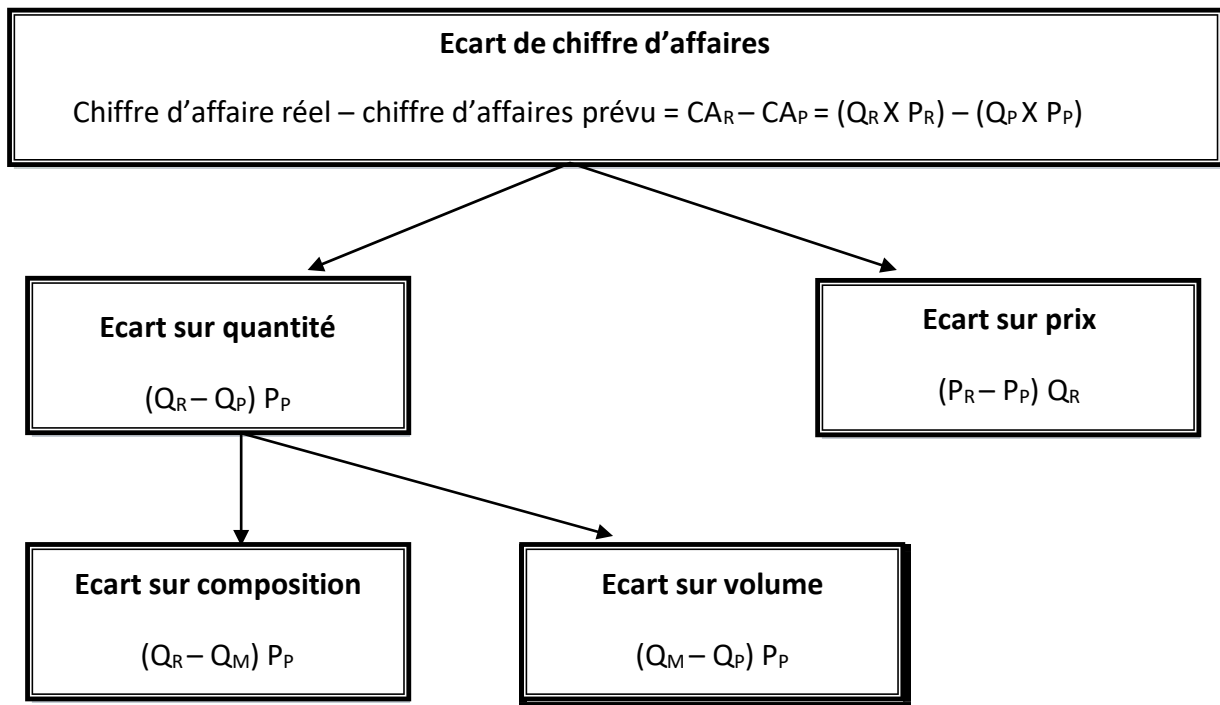 Ecart de chiffre d’affaires
Chiffre d’affaire réel – chiffre d’affaires prévu = CAR – CAP = (QR X PR) – (QP X PP)
Ecart sur quantité
(QR – QP) PP
Ecart sur prix
(PR – PP) QR
Ecart sur composition
(QR – QM) PP
Ecart sur volume
(QM – QP) PP